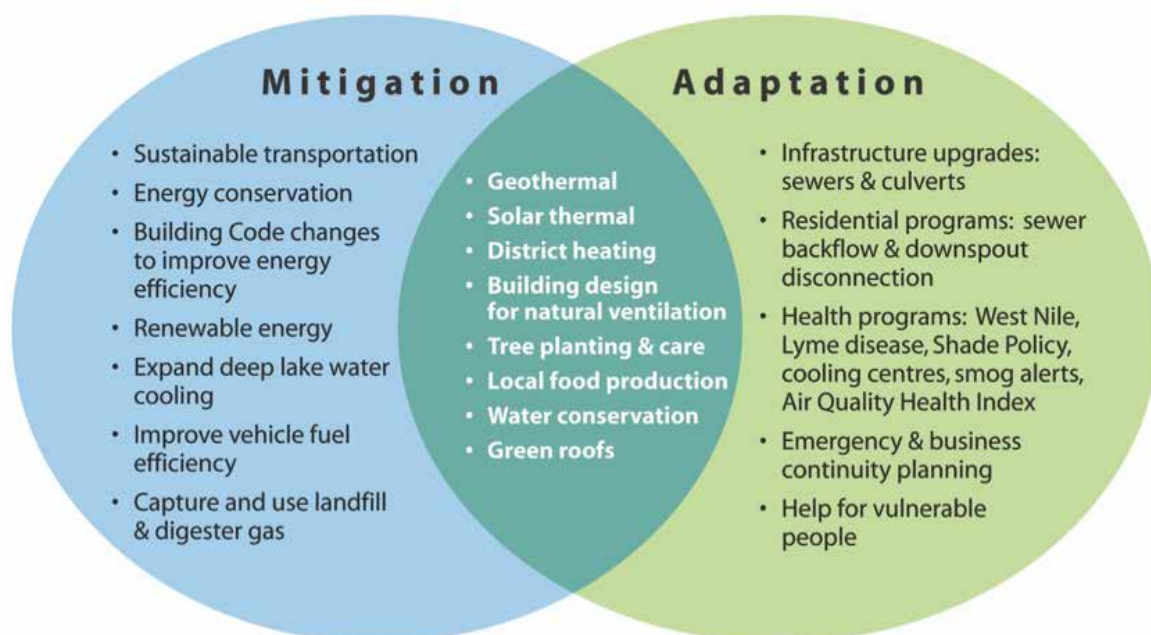 Mitigation
• Sustainable transportation
• Energy conservation
• Building Code changes
to improve energy
efficiency
• Renewable energy
• Expand deep lake water
cooling
• Improve vehicle fuel
efficiency
• Capture and use landfill
& digester gas
• Geothermal
• Solar thermal
• District heating
• Building design
for natural ventilation
• Tree planting & care
• Local food production
• Water conservation
• Green roofs
Adaptation
• Infrastructure upgrades:
sewers & culverts
• Residential programs: sewer
backflow & downspout
disconnection
• Health programs: West Nile,
Lyme disease, Shade Policy,
cooling centres, smog alerts,
Air Quality Health Index
• Emergency & business
continuity planning
• Help for vulnerable
people